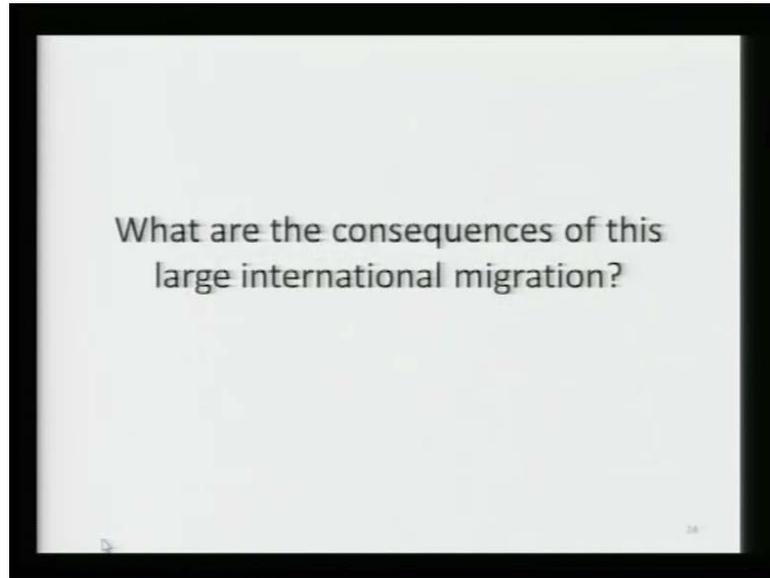 What are the consequences of this
large international migration?